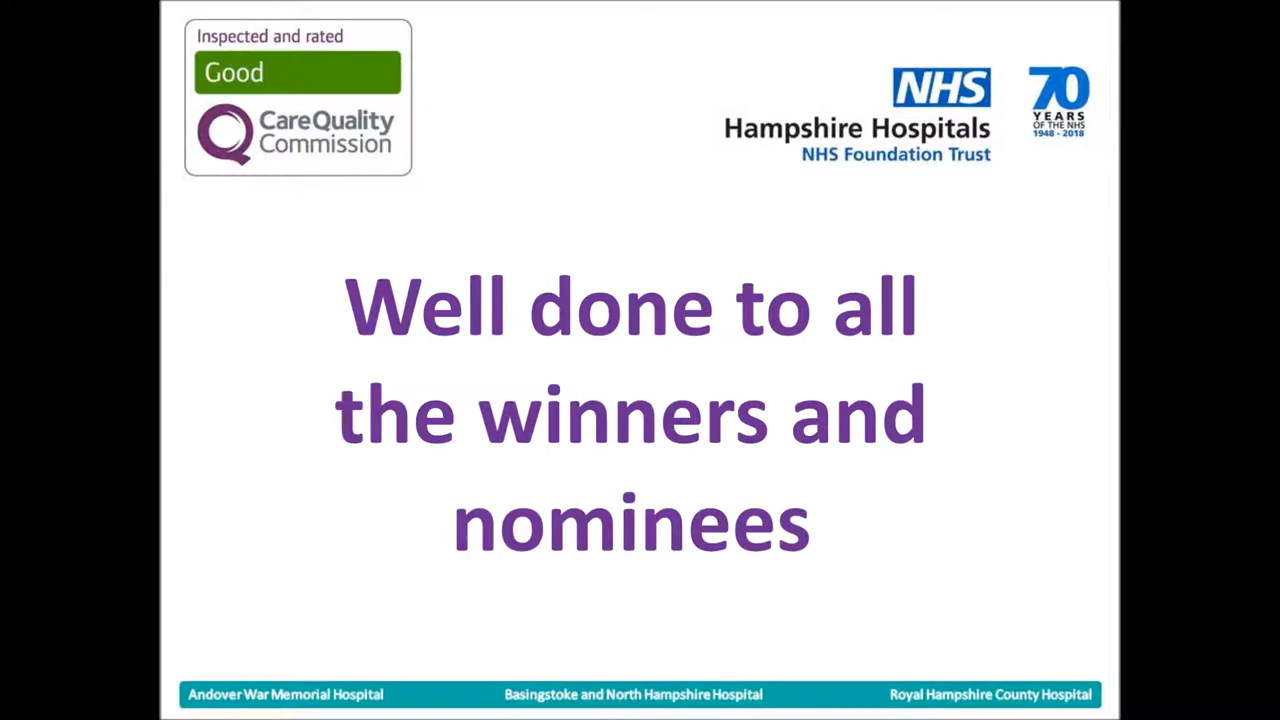 Inspected and rated
Good
CareQuality
Commission
NHS
Hampshire Hospitals
NHS Foundation Trust
70
YEARS
OF THE NHS
1948 - 2018
Well done to all
the winners and
nominees
Andover War Memorial Hospital
Basingstoke and North Hampshire Hospital
Royal Hampshire County Hospital